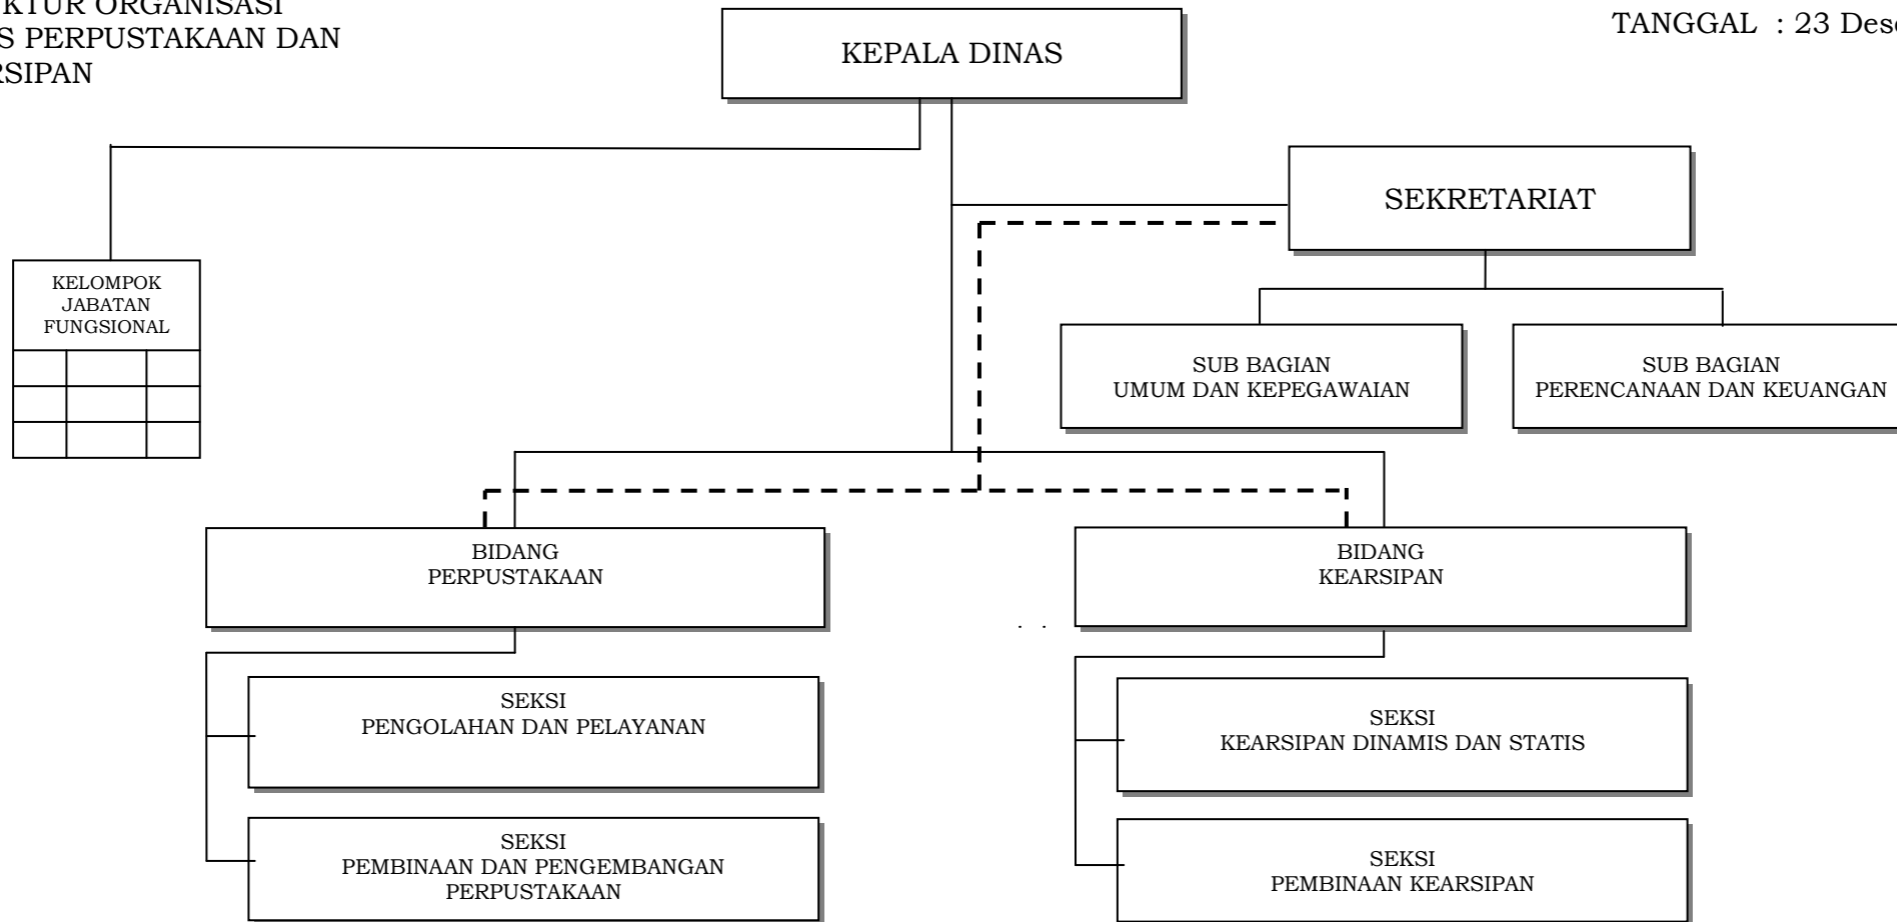 KTUR ORGANISASI
S PERPUSTAKAAN DAN
RSIPAN
TANGGAL : 23 Dese
KEPALA DINAS
SEKRETARIAT
KELOMPOK
JABATAN
FUNGSIONAL
SUB BAGIAN
UMUM DAN KEPEGAWAIAN
SUB BAGIAN
PERENCANAAN DAN KEUANGAN
BIDANG
PERPUSTAKAAN
BIDANG
KEARSIPAN
SEKSI
PENGOLAHAN DAN PELAYANAN
SEKSI
KEARSIPAN DINAMIS DAN STATIS
SEKSI
PEMBINAAN DAN PENGEMBANGAN
PERPUSTAKAAN
SEKSI
PEMBINAAN KEARSIPAN